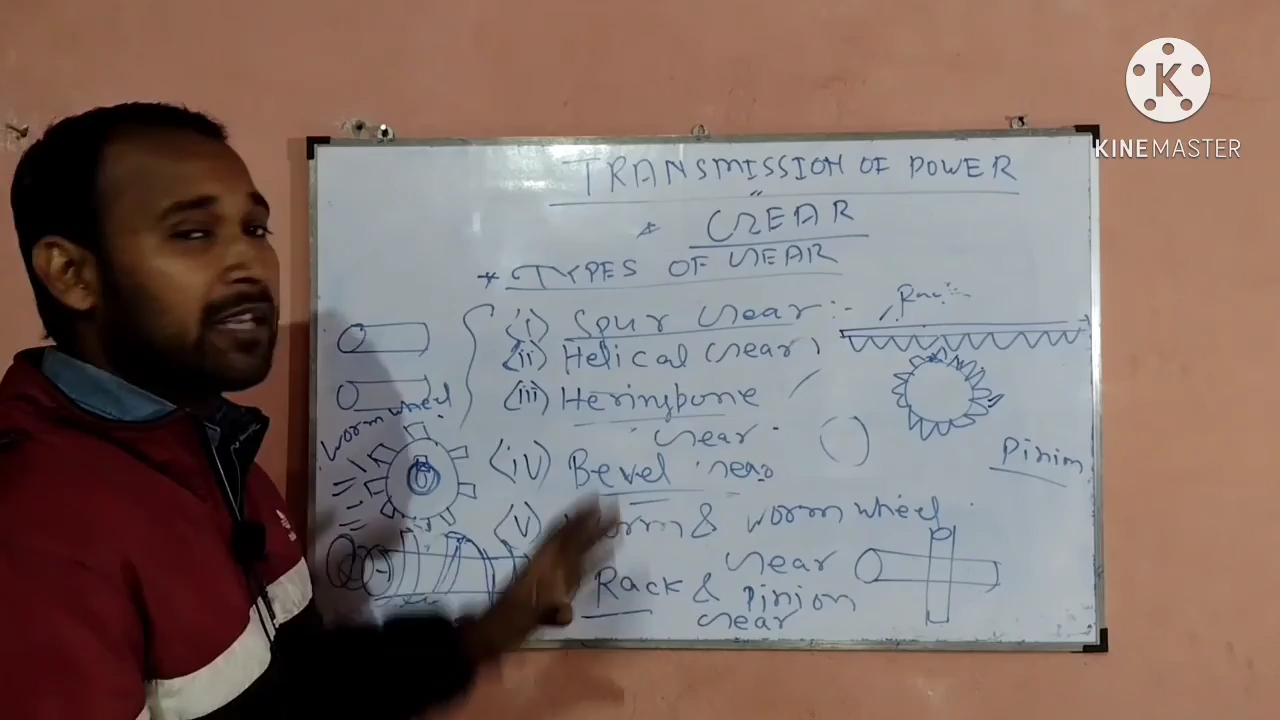 KINEMASTER
TRANSMISSION OF POWER
"
* GEAR
* TYPES OF GEAR
(i) Spur Gear :-
(ii) Helical Gear
(iii) Heringbone
Gear
(iv) Bevel Gear
(v) Worm & worm wheel
Gear
Rack & Pinion
Gear
Worm wheel
Rack
Pinion